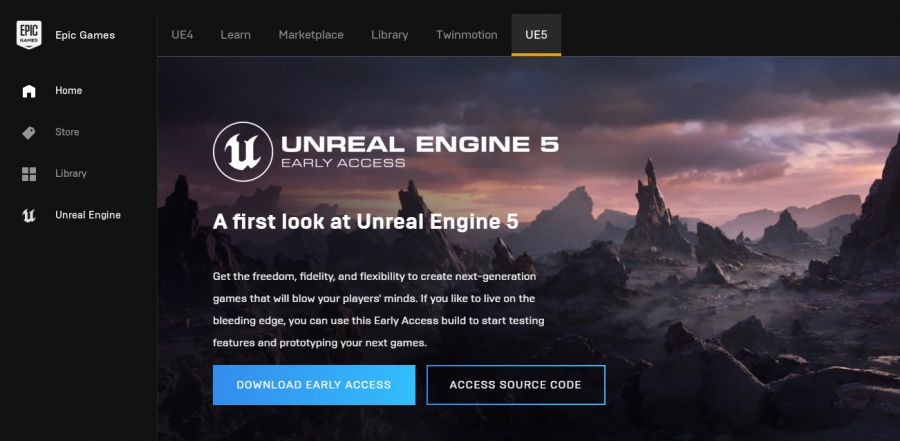 EPIC
GAMES
Epic Games
UE4
Learn
Marketplace
Library
Twinmotion
UE5
Home
Store
Library
Unreal Engine
UNREAL ENGINE 5
EARLY ACCESS
A first look at Unreal Engine 5
Get the freedom, fidelity, and flexibility to create next-generation
games that will blow your players' minds. If you like to live on the
bleeding edge, you can use this Early Access build to start testing
features and prototyping your next games.
DOWNLOAD EARLY ACCESS
ACCESS SOURCE CODE